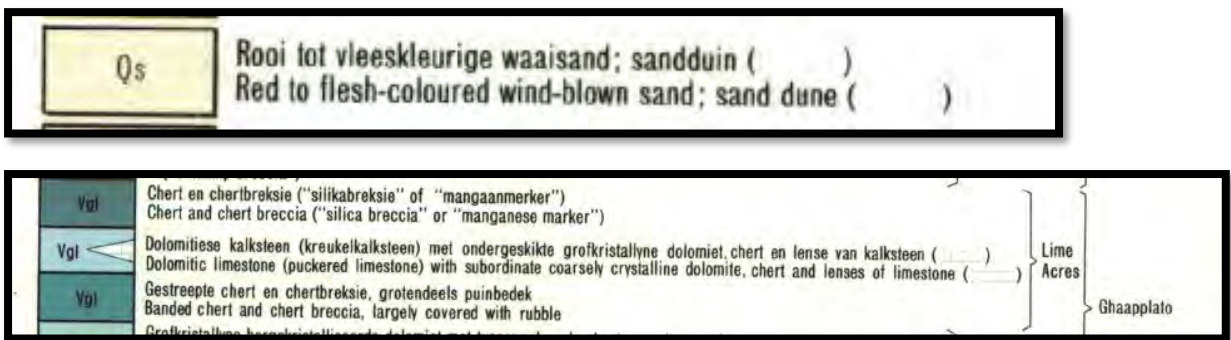 Qs
Rooi tot vleeskleurige waaisand; sandduin ( )
Red to flesh-coloured wind-blown sand; sand dune ( )
Vgl
Chert en chertbreksie ("silikabreksie" of "mangaanmerker")
Chert and chert breccia ("silica breccia" or "manganese marker")
Vgl
Dolomitiese kalksteen (kreukelkalksteen) met ondergeskikte grofkristallyne dolomiet, chert en lense van kalksteen ( )
Dolomitic limestone (puckered limestone) with subordinate coarsely crystalline dolomite, chert and lenses of limestone ( )
Lime
Acres
Vgl
Gestreepte chert en chertbreksie, grotendeels puinbedek
Banded chert and chert breccia, largely covered with rubble
Ghaapplato